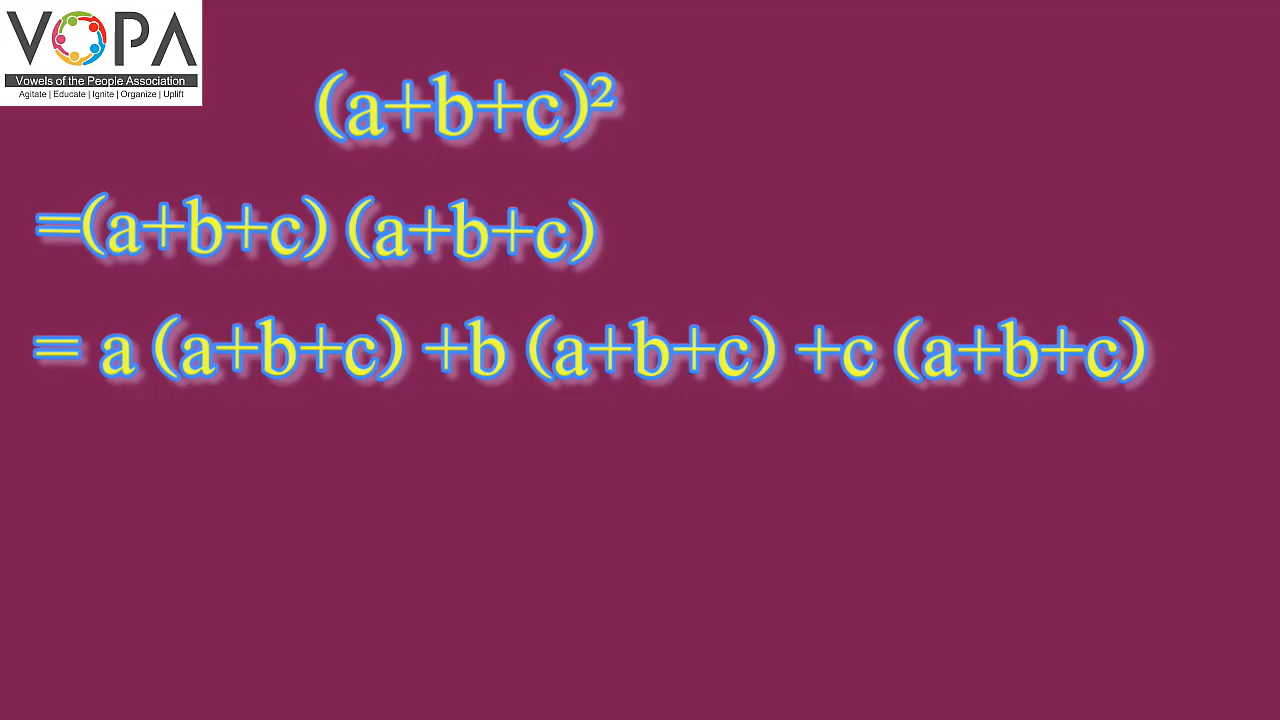 VOPA
Vowels of the People Association
Agitate | Educate | Ignite | Organize | Uplift
(a+b+c)²
=(a+b+c) (a+b+c)
= a (a+b+c) +b (a+b+c) +c (a+b+c)